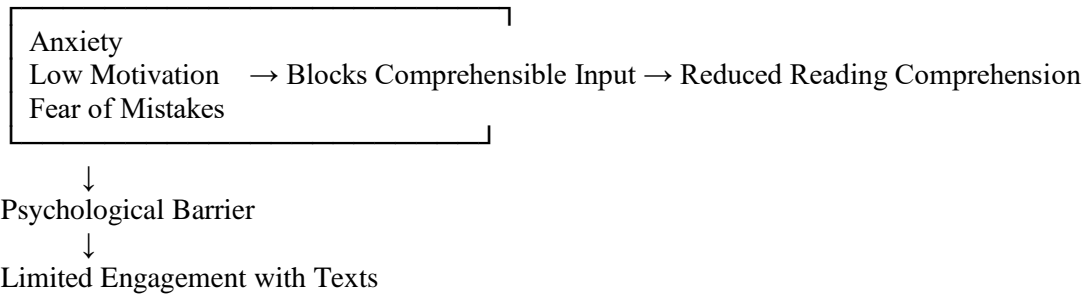 Anxiety
Low Motivation → Blocks Comprehensible Input → Reduced Reading Comprehension
Fear of Mistakes
↓
Psychological Barrier
↓
Limited Engagement with Texts